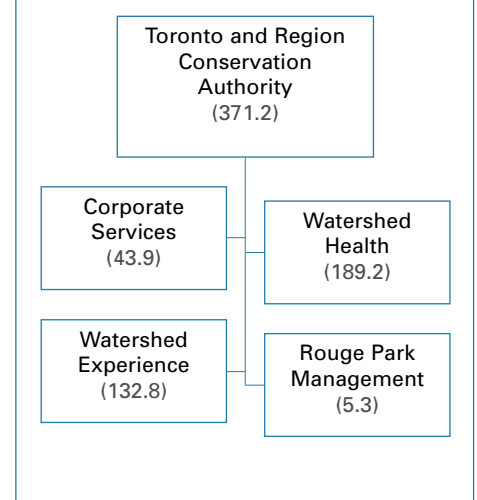 Toronto and Region
Conservation
Authority
(371.2)
Corporate
Services
(43.9)
Watershed
Health
(189.2)
Watershed
Experience
(132.8)
Rouge Park
Management
(5.3)